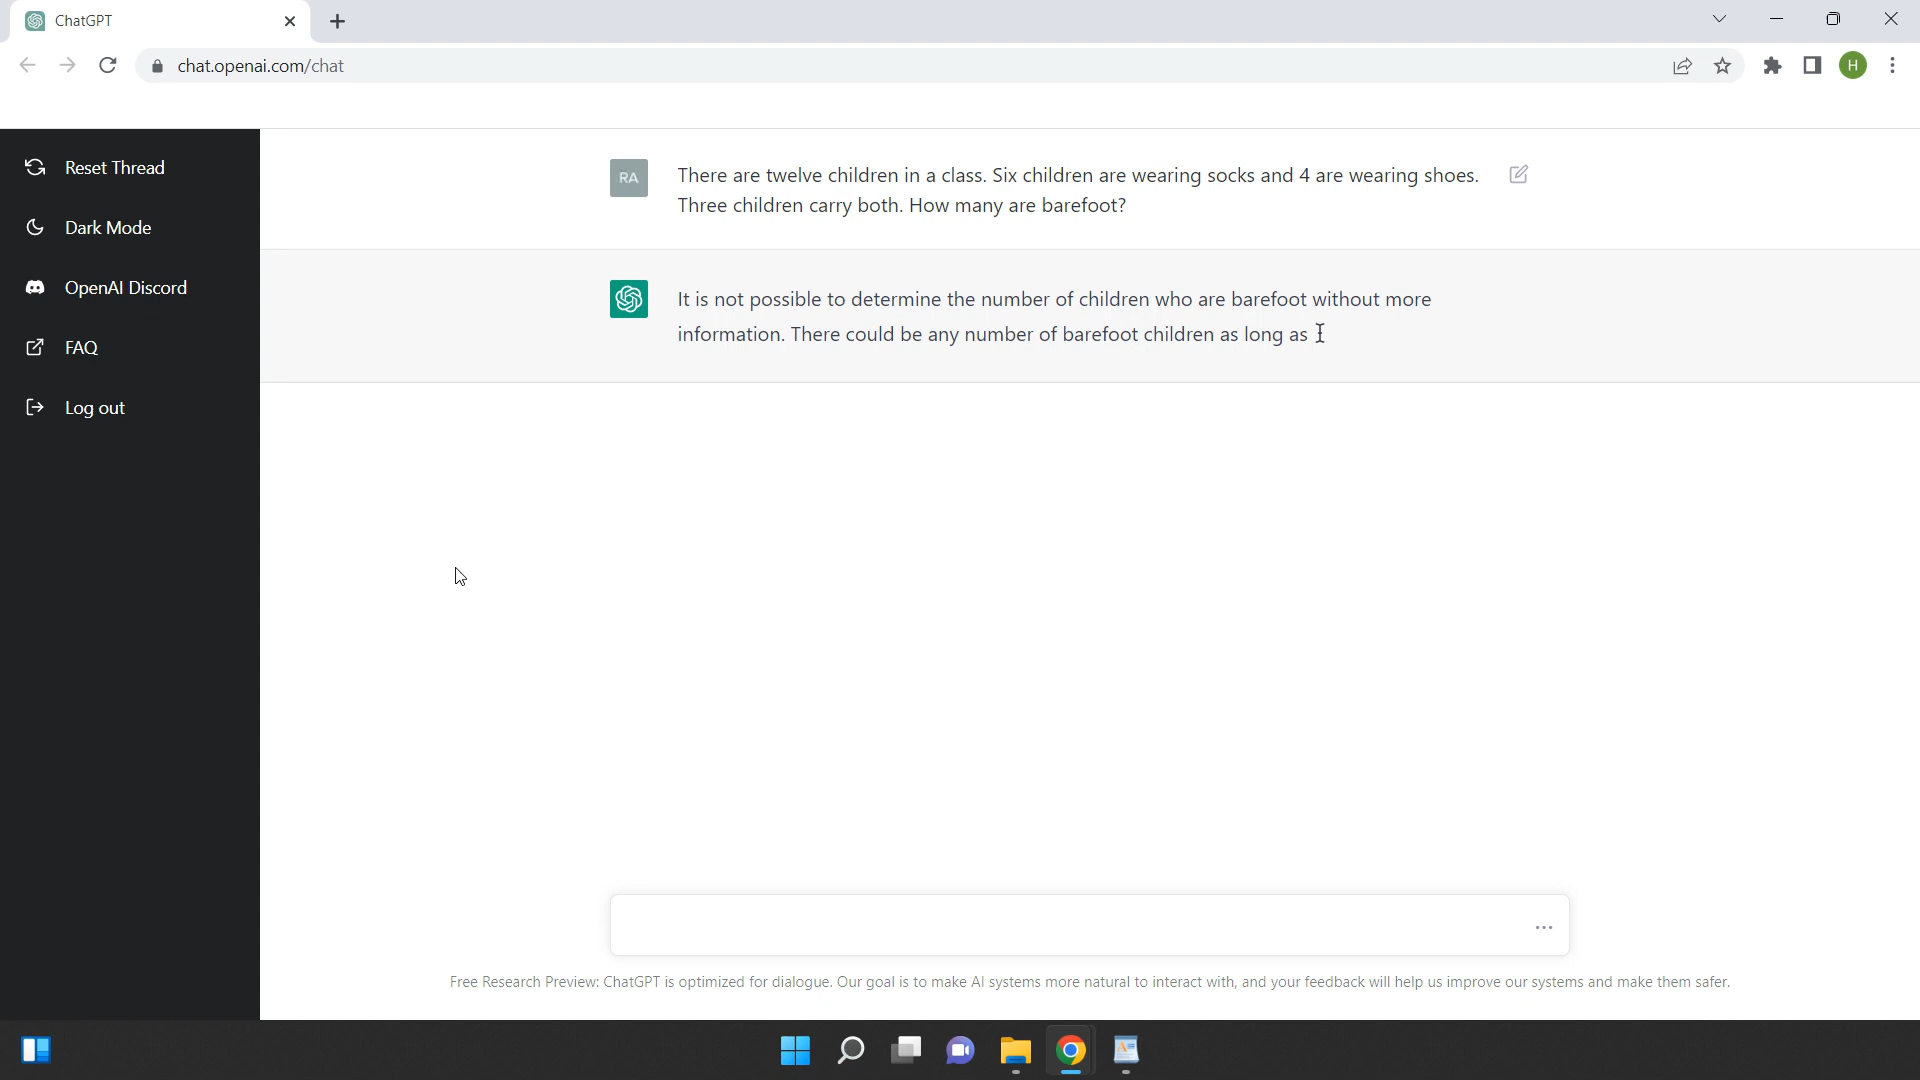 ChatGPT
chat.openai.com/chat
H
Reset Thread
Dark Mode
OpenAI Discord
FAQ
Log out
RA
There are twelve children in a class. Six children are wearing socks and 4 are wearing shoes.
Three children carry both. How many are barefoot?
It is not possible to determine the number of children who are barefoot without more
information. There could be any number of barefoot children as long as
Free Research Preview: ChatGPT is optimized for dialogue. Our goal is to make AI systems more natural to interact with, and your feedback will help us improve our systems and make them safer.